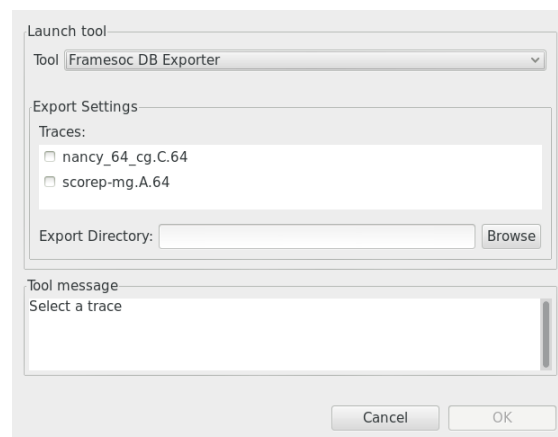 Launch tool
Tool Framesoc DB Exporter
Export Settings
Traces:
nancy_64_cg.C.64
scorep-mg.A.64
Export Directory: Browse
Tool message
Select a trace
Cancel OK